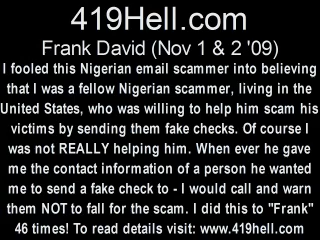 419Hell.com
Frank David (Nov 1 & 2 '09)
I fooled this Nigerian email scammer into believing
that I was a fellow Nigerian scammer, living in the
United States, who was willing to help him scam his
victims by sending them fake checks. Of course I
was not REALLY helping him. When ever he gave
me the contact information of a person he wanted
me to send a fake check to - I would call and warn
them NOT to fall for the scam. I did this to "Frank"
46 times! To read details visit: www.419hell.com